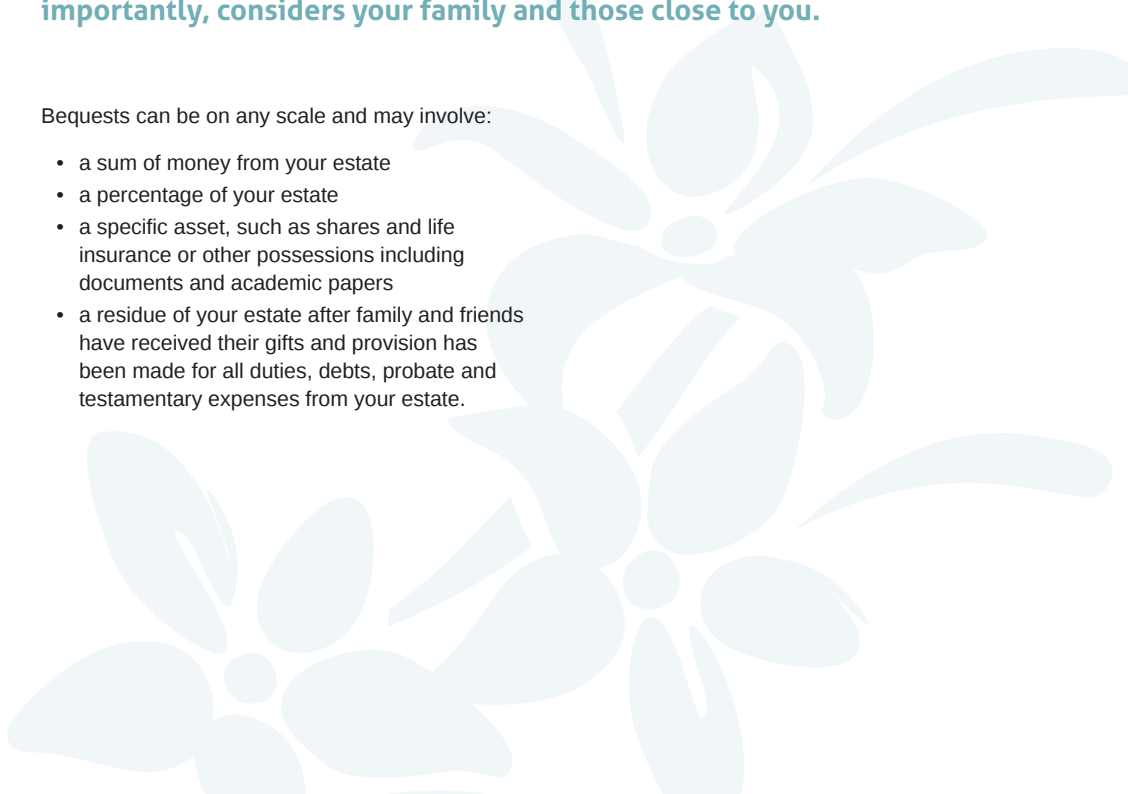 importantly, considers your family and those close to you.
Bequests can be on any scale and may involve:
• a sum of money from your estate
• a percentage of your estate
• a specific asset, such as shares and life
insurance or other possessions including
documents and academic papers
• a residue of your estate after family and friends
have received their gifts and provision has
been made for all duties, debts, probate and
testamentary expenses from your estate.